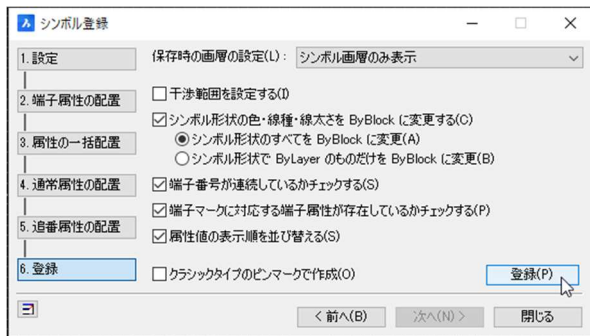 シンボル登録
1. 設定
2. 端子属性の配置
3. 属性の一括配置
4. 通常属性の配置
5. 追番属性の配置
6. 登録
保存時の画層の設定(L)： シンボル画層のみ表示
干渉範囲を設定する(I)
シンボル形状の色・線種・線太さを ByBlock に変更する(C)
シンボル形状のすべてを ByBlock に変更(A)
シンボル形状で ByLayer のものだけを ByBlock に変更(B)
端子番号が連続しているかチェックする(S)
端子マークに対応する端子属性が存在しているかチェックする(P)
属性値の表示順を並び替える(S)
クラシックタイプのピンマークで作成(O)
登録(P)
< 前へ(B) 次へ(N) > 閉じる